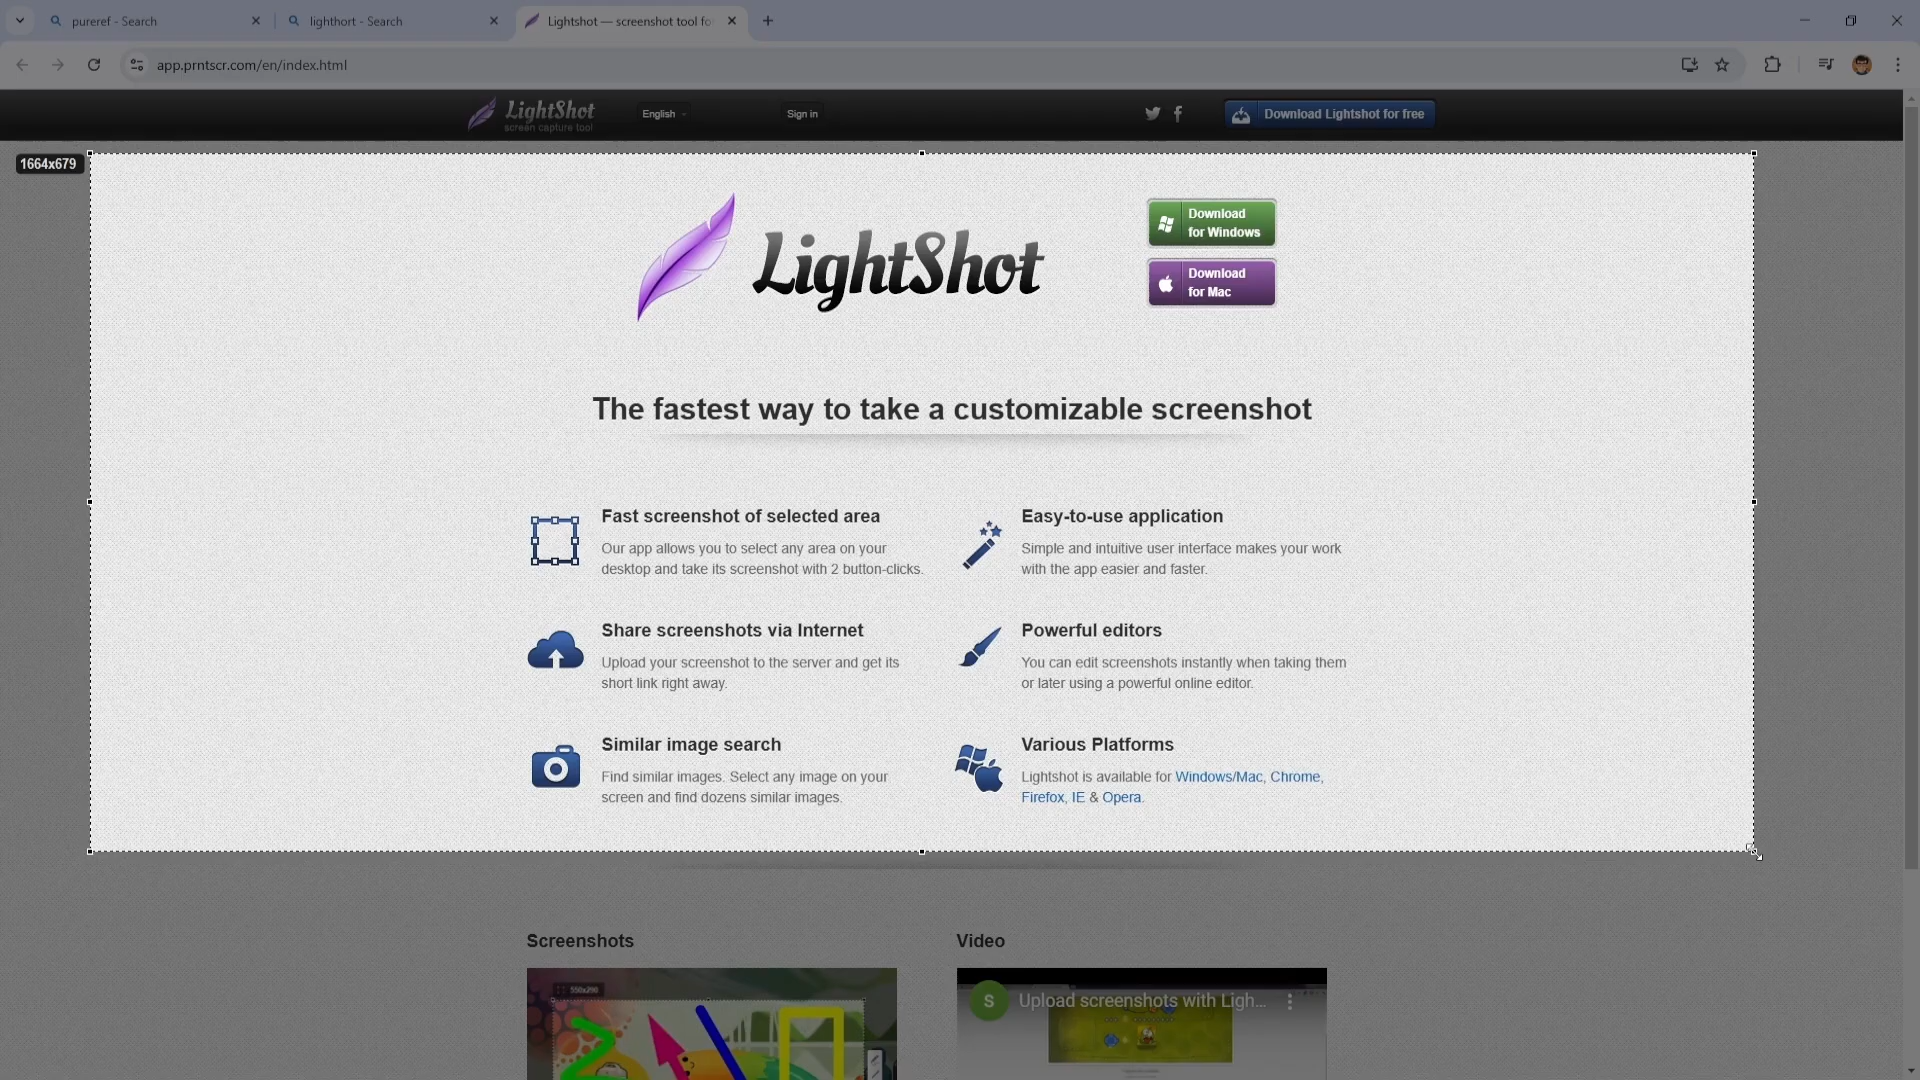 pureref - Search
lighthort - Search
Lightshot — screenshot tool fo
app.prntscr.com/en/index.html
LightShot
screen capture tool
English
Sign in
Download Lightshot for free
1664x679
LightShot
Download
for Windows
Download
for Mac
The fastest way to take a customizable screenshot
Fast screenshot of selected area
Our app allows you to select any area on your
desktop and take its screenshot with 2 button-clicks.
Easy-to-use application
Simple and intuitive user interface makes your work
with the app easier and faster.
Share screenshots via Internet
Upload your screenshot to the server and get its
short link right away.
Powerful editors
You can edit screenshots instantly when taking them
or later using a powerful online editor.
Similar image search
Find similar images. Select any image on your
screen and find dozens similar images.
Various Platforms
Lightshot is available for Windows/Mac, Chrome,
Firefox, IE & Opera.
Screenshots
Video
550x290
S
Upload screenshots with Ligh...